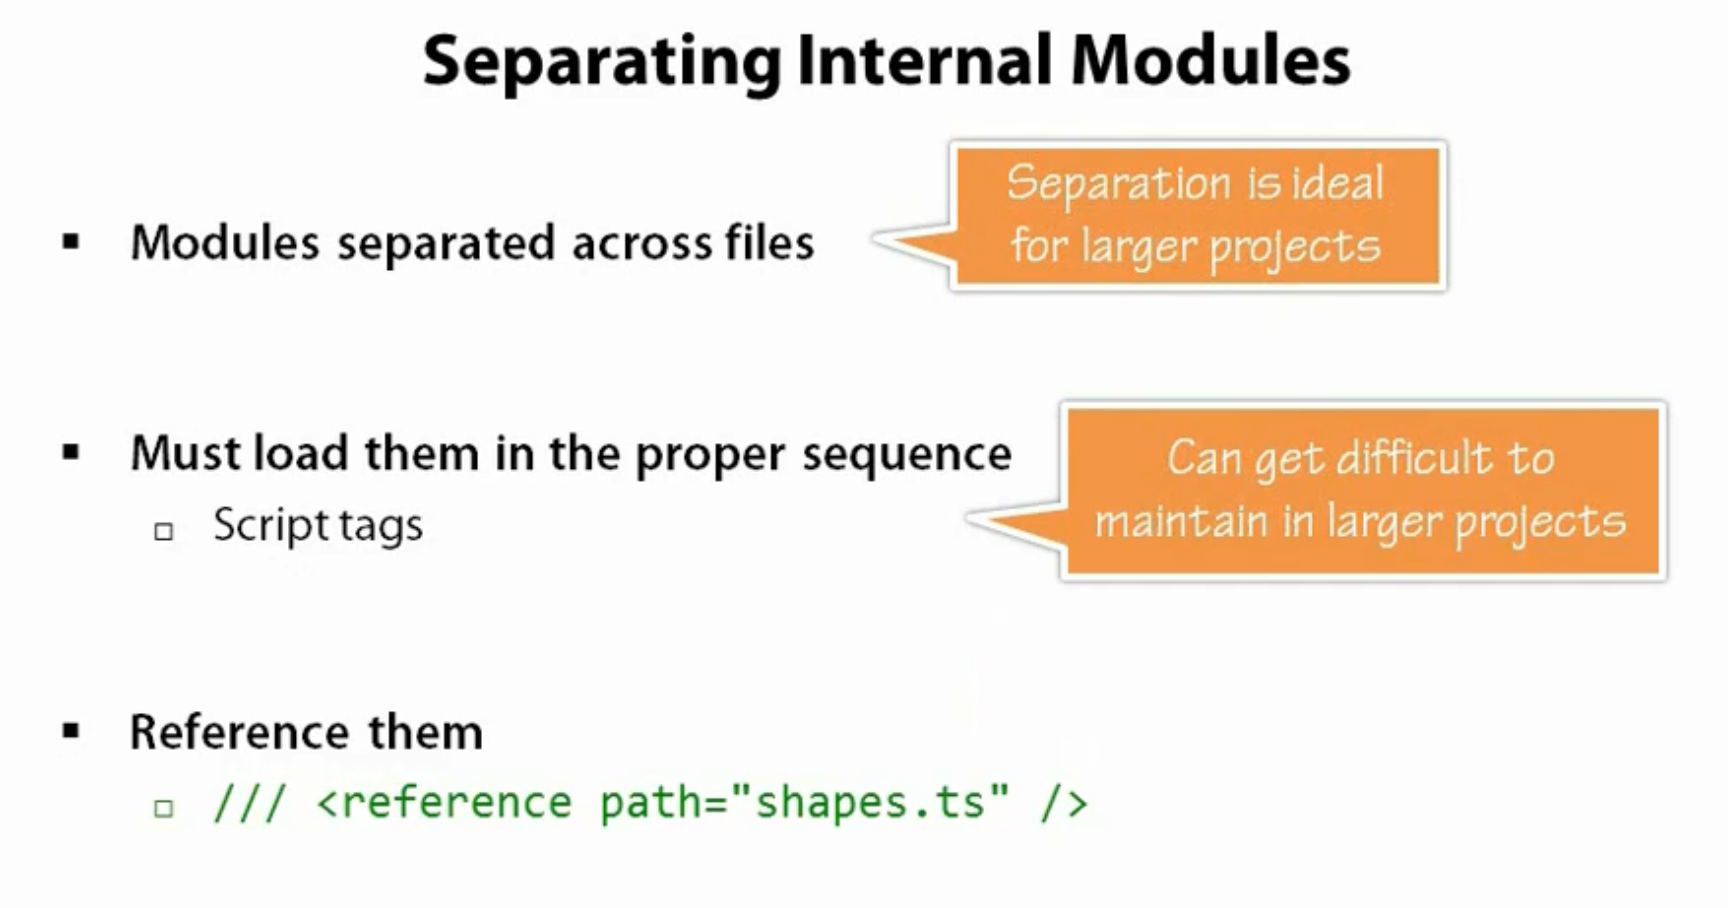 Separating Internal Modules
Modules separated across files
Separation is ideal
for larger projects
Must load them in the proper sequence
Script tags
Can get difficult to
maintain in larger projects
Reference them
/// <reference path="shapes.ts" />